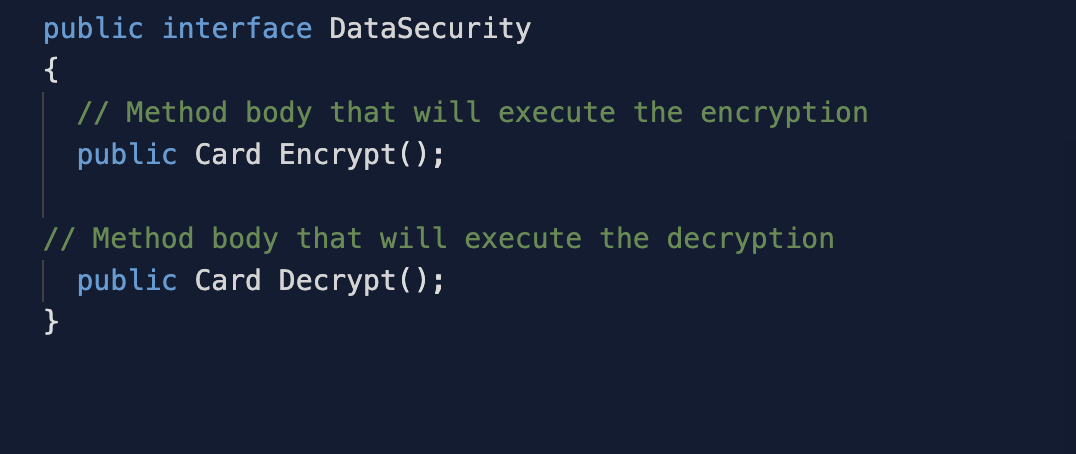 public interface DataSecurity
{
// Method body that will execute the encryption
public Card Encrypt();
// Method body that will execute the decryption
public Card Decrypt();
}